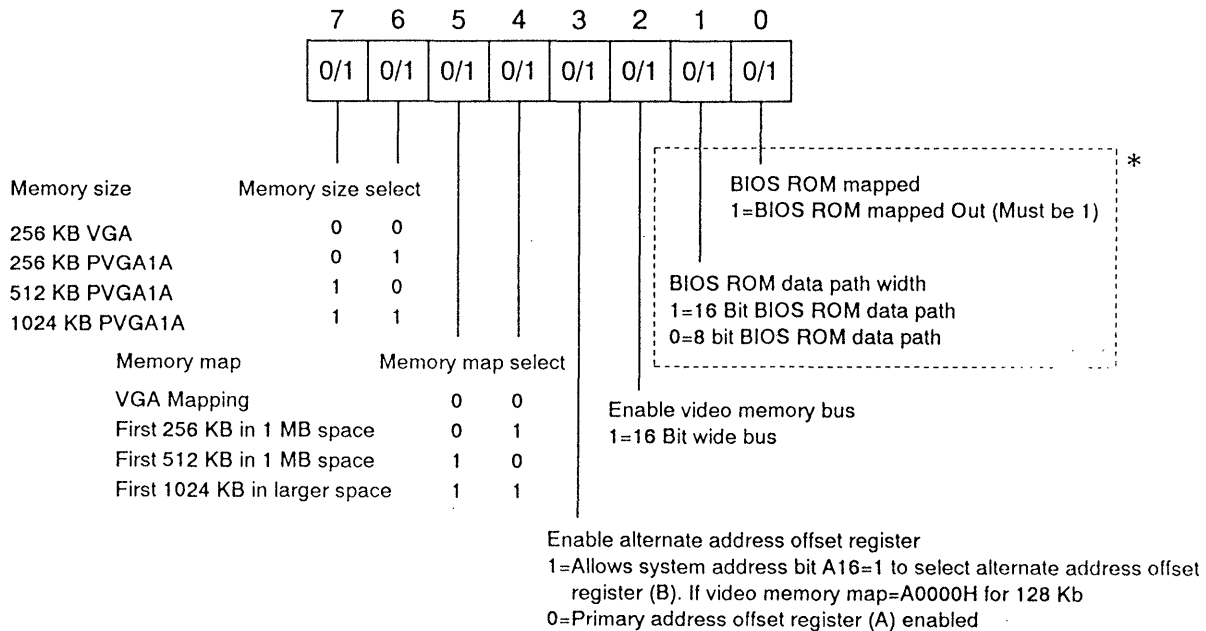 7 6 5 4 3 2 1 0
0/1 0/1 0/1 0/1 0/1 0/1 0/1 0/1
*
BIOS ROM mapped
1=BIOS ROM mapped Out (Must be 1)
BIOS ROM data path width
1=16 Bit BIOS ROM data path
0=8 bit BIOS ROM data path
Memory size Memory size select
256 KB VGA 0 0
256 KB PVGA1A 0 1
512 KB PVGA1A 1 0
1024 KB PVGA1A 1 1
Memory map Memory map select
VGA Mapping 0 0
First 256 KB in 1 MB space 0 1
First 512 KB in 1 MB space 1 0
First 1024 KB in larger space 1 1
Enable video memory bus
1=16 Bit wide bus
Enable alternate address offset register
1=Allows system address bit A16=1 to select alternate address offset
register (B). If video memory map=A0000H for 128 Kb
0=Primary address offset register (A) enabled